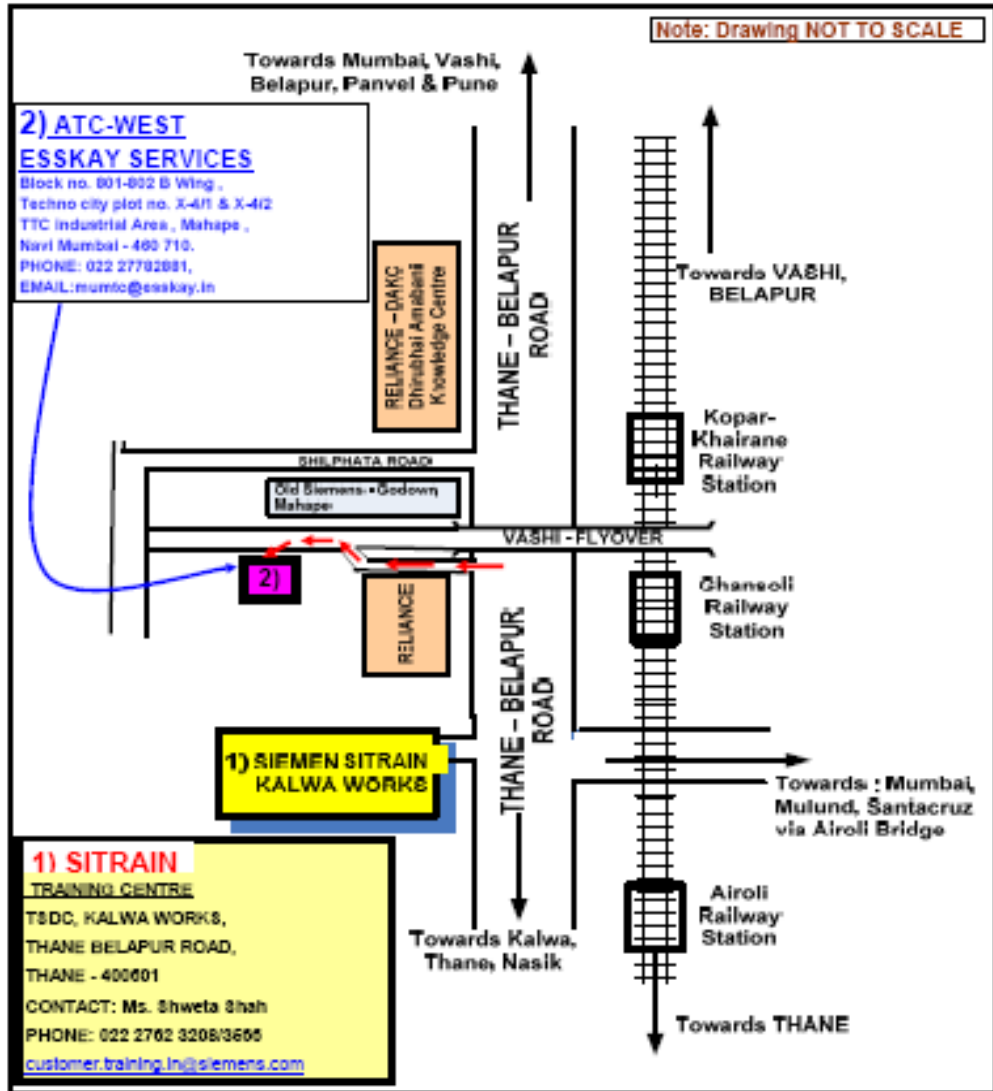 Note: Drawing NOT TO SCALE
Towards Mumbai, Vashi,
Belapur, Panvel & Pune
2) ATC-WEST
ESSKAY SERVICES
Block no. 801-802 B Wing ,
Techno city plot no. X-4/1 & X-4/2
TTC Industrial Area , Mahape ,
Navi Mumbai - 460 710.
PHONE: 022 27782881,
EMAIL:mumtc@esskay.in
RELIANCE - DAKC
Dhirubhai Amabani
Knowledge Centre
THANE - BELAPUR
ROAD
Towards VASHI,
BELAPUR
Kopar-
Khairane
Railway
Station
SHILPHATA ROAD
Old Siemens - Godown,
Mahape
VASHI - FLYOVER
2)
RELIANCE
Ghansoli
Railway
Station
THANE - BELAPUR
ROAD
1) SIEMEN SITRAIN
KALWA WORKS
Towards : Mumbai,
Mulund, Santacruz
via Airoli Bridge
1) SITRAIN
TRAINING CENTRE
TSDC, KALWA WORKS,
THANE BELAPUR ROAD,
THANE - 400601
CONTACT: Ms. Shweta Shah
PHONE: 022 2762 3208/
customer.training.in@siemens.com
Airoli
Railway
Station
Towards Kalwa,
Thane, Nasik
Towards THANE